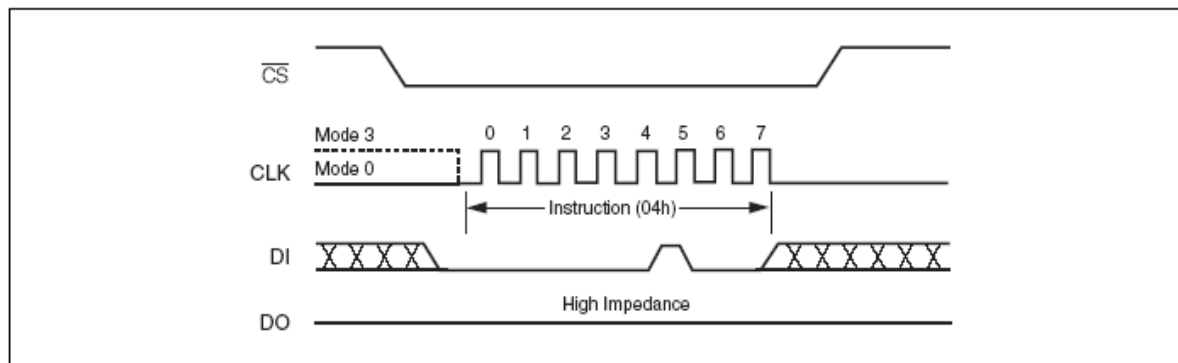 CS
Mode 3
0 1 2 3 4 5 6 7
CLK
Mode 0
Instruction (04h)
DI
High Impedance
DO